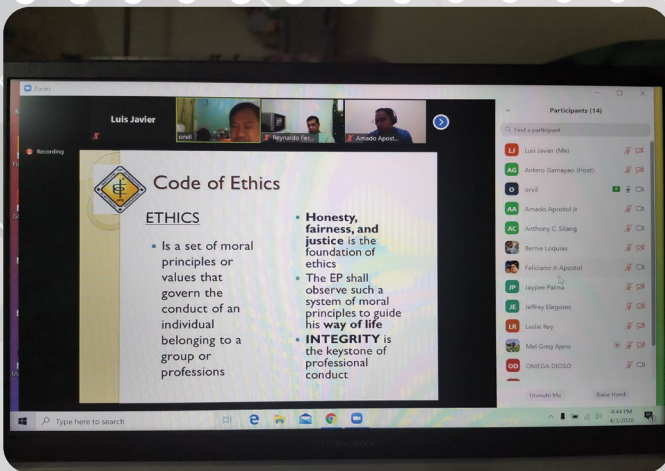 Zoom
Luis Javier
orvil
Reynaldo Fer...
Amado Apost...
Recording
Code of Ethics
ETHICS
• Is a set of moral
principles or
values that
govern the
conduct of an
individual
belonging to a
group or
professions
• Honesty,
fairness, and
justice is the
foundation of
ethics
• The EP shall
observe such a
system of moral
principles to guide
his way of life
• INTEGRITY is
the keystone of
professional
conduct
Participants (14)
Find a participant
LJ Luis Javier (Me)
AG Antero Gamayao (Host)
O orvil
AA Amado Apostol Jr
AC Anthony C. Silang
Bernie Loquias
Feliciano Jr Apostol
JP Jaypee Palma
JE Jeffrey Elegores
LR Leslie Rey
Mel Greg Ajero
OD OMEGA DIOSO
Unmute Me
Raise Hand
Type here to search
4:44 PM
4/3/2020
VivoBook